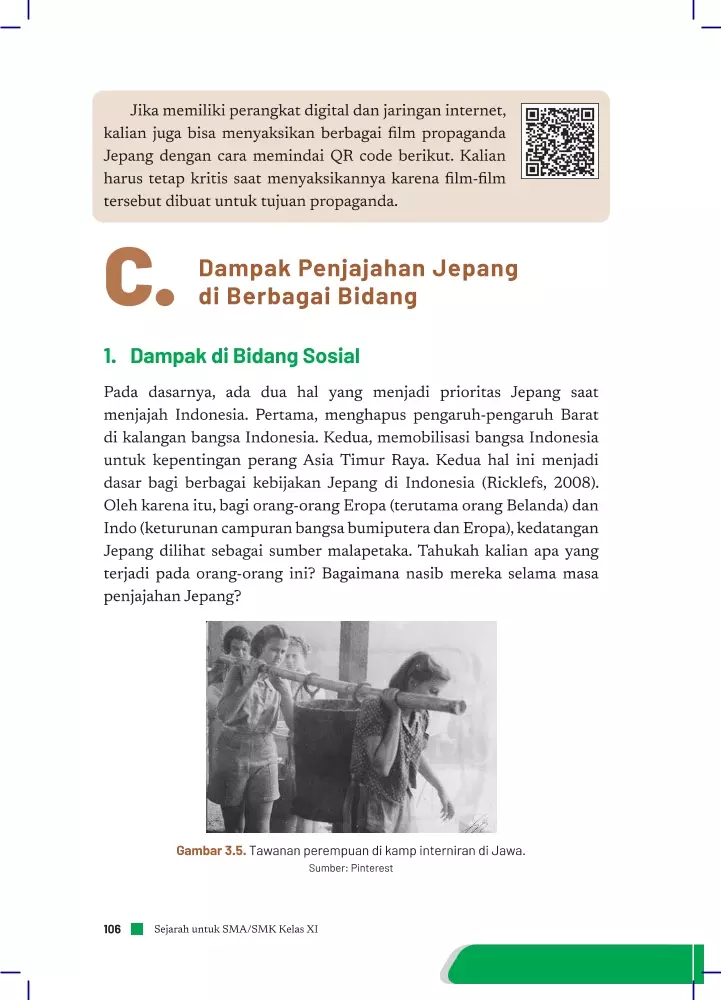 Jika memiliki perangkat digital dan jaringan internet,
kalian juga bisa menyaksikan berbagai film propaganda
Jepang dengan cara memindai QR code berikut. Kalian
harus tetap kritis saat menyaksikannya karena film-film
tersebut dibuat untuk tujuan propaganda.
C. Dampak Penjajahan Jepang
di Berbagai Bidang
1. Dampak di Bidang Sosial
Pada dasarnya, ada dua hal yang menjadi prioritas Jepang saat
menjajah Indonesia. Pertama, menghapus pengaruh-pengaruh Barat
di kalangan bangsa Indonesia. Kedua, memobilisasi bangsa Indonesia
untuk kepentingan perang Asia Timur Raya. Kedua hal ini menjadi
dasar bagi berbagai kebijakan Jepang di Indonesia (Ricklefs, 2008).
Oleh karena itu, bagi orang-orang Eropa (terutama orang Belanda) dan
Indo (keturunan campuran bangsa bumiputera dan Eropa), kedatangan
Jepang dilihat sebagai sumber malapetaka. Tahukah kalian apa yang
terjadi pada orang-orang ini? Bagaimana nasib mereka selama masa
penjajahan Jepang?
Gambar 3.5. Tawanan perempuan di kamp interniran di Jawa.
Sumber: Pinterest
106 Sejarah untuk SMA/SMK Kelas XI